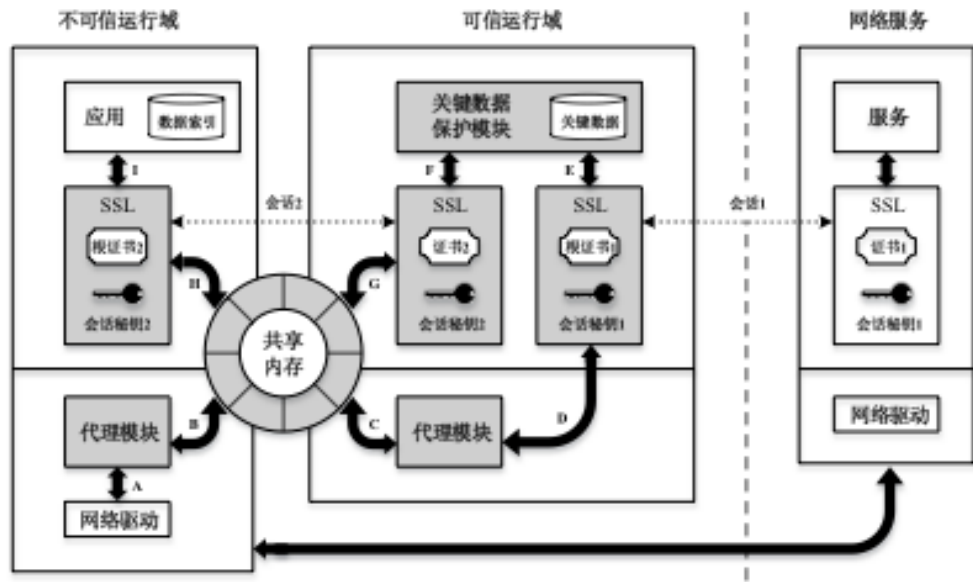 不可信运行域
可信运行域
网络服务
应用
数据索引
关键数据
保护模块
关键数据
服务
I
F
E
SSL
会话2
SSL
SSL
会话1
SSL
根证书2
证书2
根证书1
证书1
H
G
会话秘钥2
会话秘钥2
会话秘钥1
会话秘钥1
共享
内存
代理模块
B
C
代理模块
D
网络驱动
A
网络驱动